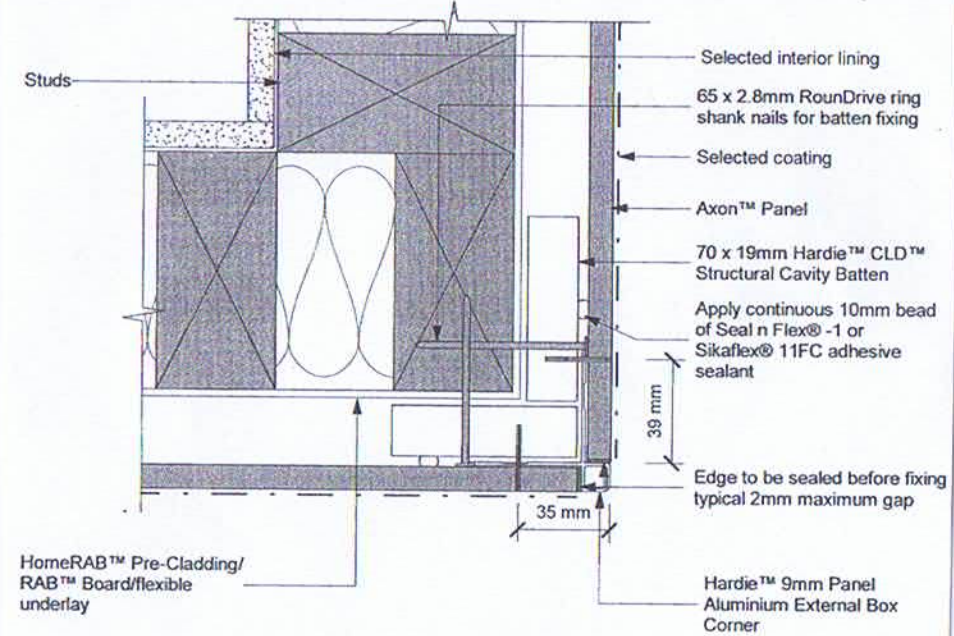 Studs
Selected interior lining
65 x 2.8mm RounDrive ring
shank nails for batten fixing
Selected coating
Axon™ Panel
70 x 19mm Hardie™ CLD™
Structural Cavity Batten
Apply continuous 10mm bead
of Seal n Flex® -1 or
Sikaflex® 11FC adhesive
sealant
39 mm
Edge to be sealed before fixing
typical 2mm maximum gap
35 mm
HomeRAB™ Pre-Cladding/
RAB™ Board/flexible
underlay
Hardie™ 9mm Panel
Aluminium External Box
Corner